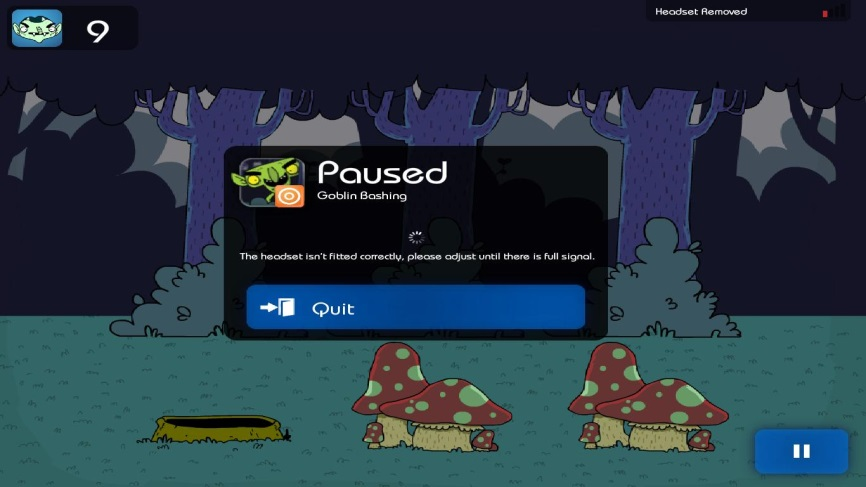 9
Headset Removed
Paused
Goblin Bashing
The headset isn't fitted correctly, please adjust until there is full signal.
Quit